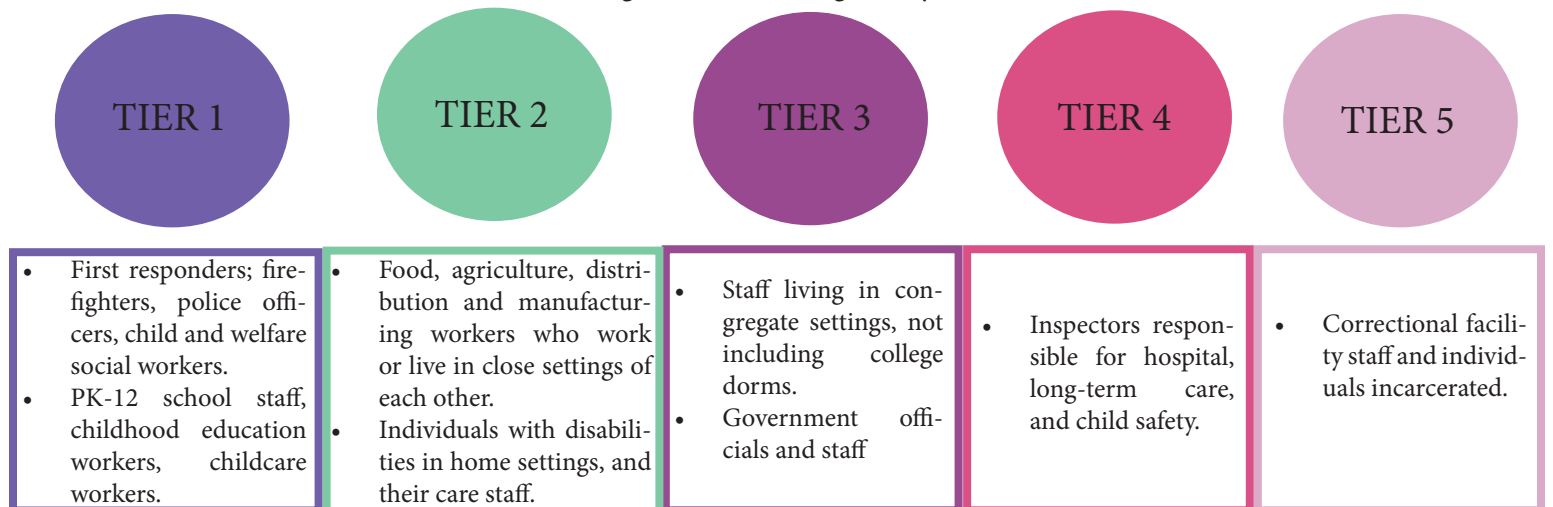 TIER 1
TIER 2
TIER 3
TIER 4
TIER 5
• First responders; fire-
fighters, police offi-
cers, child and welfare
social workers.
• PK-12 school staff,
childhood education
workers, childcare
workers.
• Food, agriculture, distri-
bution and manufactur-
ing workers who work
or live in close settings of
each other.
• Individuals with disabili-
ties in home settings, and
their care staff.
• Staff living in con-
gregate settings, not
including college
dorms.
• Government offi-
cials and staff
• Inspectors respon-
sible for hospital,
long-term care,
and child safety.
• Correctional facili-
ty staff and individ-
uals incarcerated.